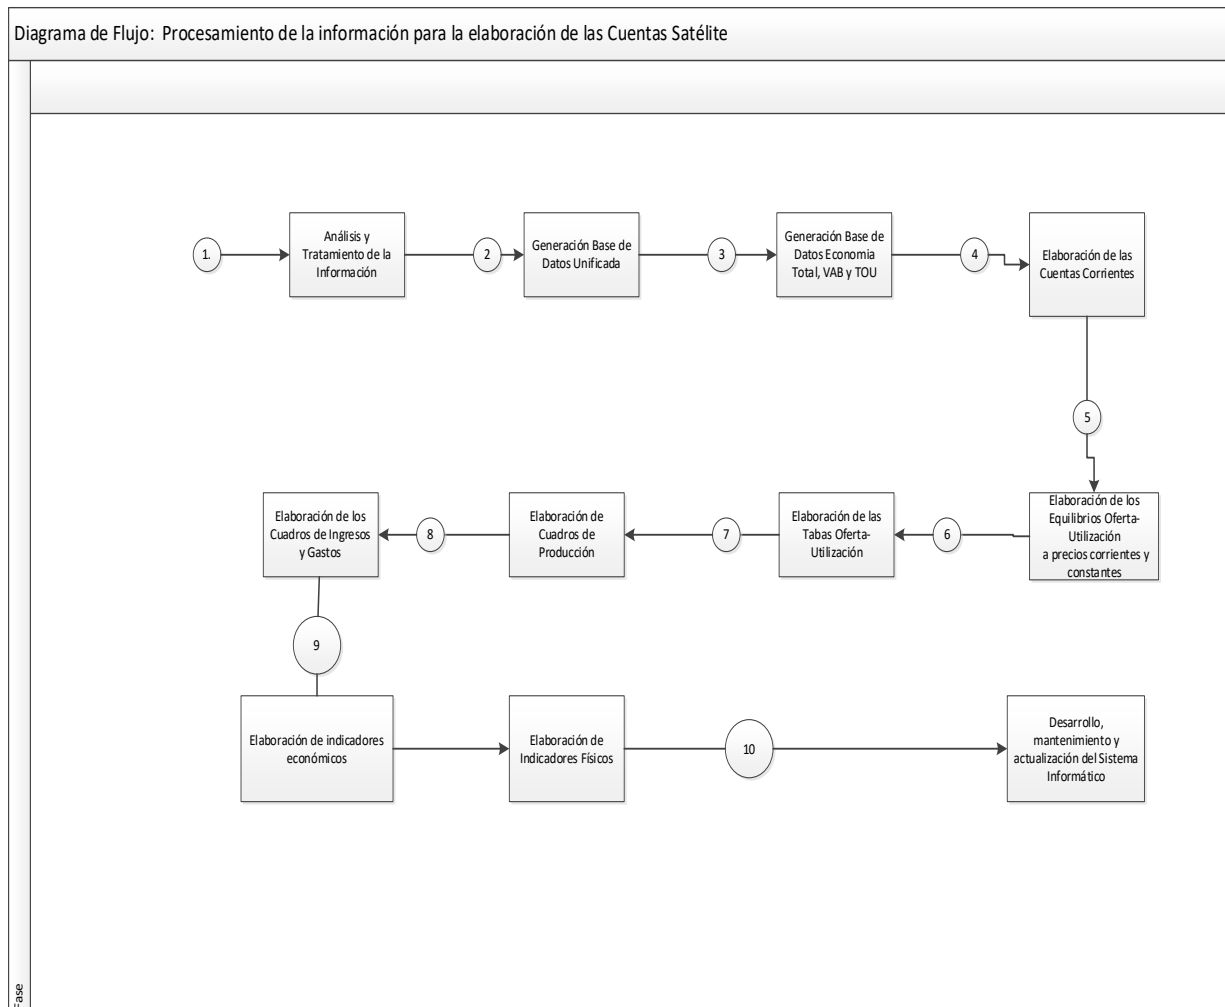 Diagrama de Flujo: Procesamiento de la información para la elaboración de las Cuentas Satélite
1.
Análisis y
Tratamiento de la
Información
2
Generación Base de
Datos Unificada
3
Generación Base de
Datos Economia
Total, VAB y TOU
4
Elaboración de las
Cuentas Corrientes
5
Elaboración de los
Equilibrios Oferta-
Utilización
a precios corrientes y
constantes
6
Elaboración de las
Tabas Oferta-
Utilización
7
Elaboración de
Cuadros de
Producción
8
Elaboración de los
Cuadros de Ingresos
y Gastos
9
Elaboración de indicadores
económicos
Elaboración de
Indicadores Físicos
10
Desarrollo,
mantenimiento y
actualización del Sistema
Informático
Fase